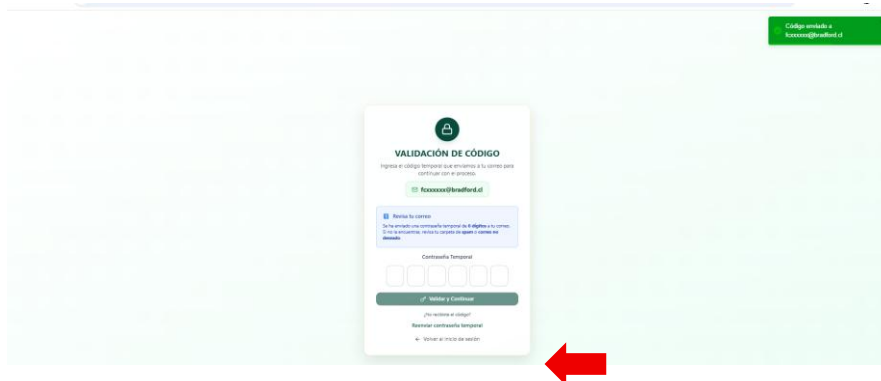 Código enviado a
fcxxxxxx@bradford.cl
VALIDACIÓN DE CÓDIGO
Ingresa el código temporal que enviamos a tu correo para
continuar con el proceso.
fcxxxxxx@bradford.cl
Revisa tu correo
Se ha enviado una contraseña temporal de 6 dígitos a tu correo.
Si no la encuentras, revisa tu carpeta de spam o correo no
deseado.
Contraseña Temporal
Validar y Continuar
¿No recibiste el código?
Reenviar contraseña temporal
← Volver al inicio de sesión